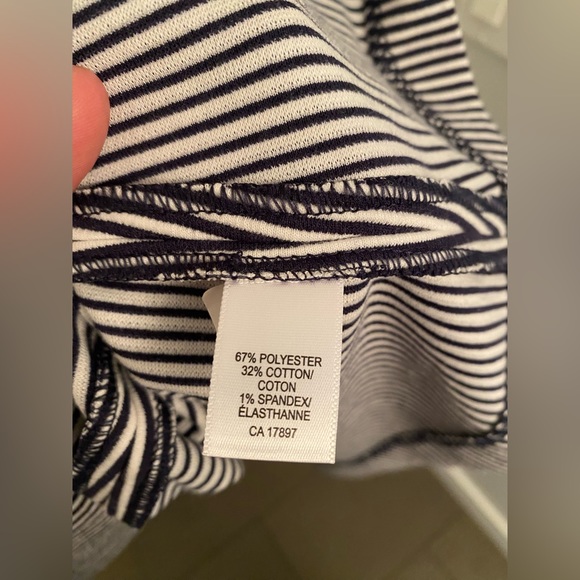 67% POLYESTER
32% COTTON/
COTON
1% SPANDEX/
ÉLASTHANNE
CA 17897